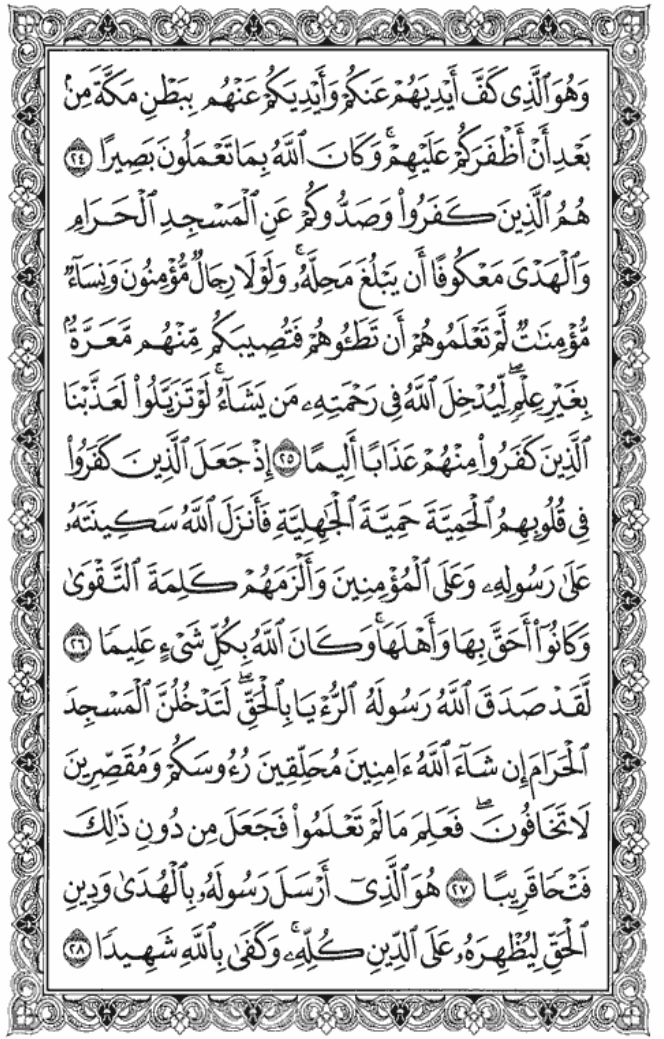 وَهُوَ ٱلَّذِى كَفَّ أَيْدِيَهُمْ عَنكُمْ وَأَيْدِيَكُمْ عَنْهُم بِبَطْنِ مَكَّةَ مِنۢ
بَعْدِ أَنْ أَظْفَرَكُمْ عَلَيْهِمْ ۚ وَكَانَ ٱللَّهُ بِمَا تَعْمَلُونَ بَصِيرًا ٢٤
هُمُ ٱلَّذِينَ كَفَرُوا۟ وَصَدُّوكُمْ عَنِ ٱلْمَسْجِدِ ٱلْحَرَامِ
وَٱلْهَدْىَ مَعْكُوفًا أَن يَبْلُغَ مَحِلَّهُۥ ۚ وَلَوْلَا رِجَالٌ مُّؤْمِنُونَ وَنِسَآءٌ
مُّؤْمِنَـٰتٌ لَّمْ تَعْلَمُوهُمْ أَن تَطَـُٔوهُمْ فَتُصِيبَكُم مِّنْهُم مَّعَرَّةٌۢ
بِغَيْرِ عِلْمٍ ۖ لِّيُدْخِلَ ٱللَّهُ فِى رَحْمَتِهِۦ مَن يَشَآءُ ۚ لَوْ تَزَيَّلُوا۟ لَعَذَّبْنَا
ٱلَّذِينَ كَفَرُوا۟ مِنْهُمْ عَذَابًا أَلِيمًا ٢٥ إِذْ جَعَلَ ٱلَّذِينَ كَفَرُوا۟
فِى قُلُوبِهِمُ ٱلْحَمِيَّةَ حَمِيَّةَ ٱلْجَـٰهِلِيَّةِ فَأَنزَلَ ٱللَّهُ سَكِينَتَهُۥ
عَلَىٰ رَسُولِهِۦ وَعَلَى ٱلْمُؤْمِنِينَ وَأَلْزَمَهُمْ كَلِمَةَ ٱلتَّقْوَىٰ
وَكَانُوٓا۟ أَحَقَّ بِهَا وَأَهْلَهَا ۚ وَكَانَ ٱللَّهُ بِكُلِّ شَىْءٍ عَلِيمًا ٢٦
لَّقَدْ صَدَقَ ٱللَّهُ رَسُولَهُ ٱلرُّءْيَا بِٱلْحَقِّ ۖ لَتَدْخُلُنَّ ٱلْمَسْجِدَ
ٱلْحَرَامَ إِن شَآءَ ٱللَّهُ ءَامِنِينَ مُحَلِّقِينَ رُءُوسَكُمْ وَمُقَصِّرِينَ
لَا تَخَافُونَ ۖ فَعَلِمَ مَا لَمْ تَعْلَمُوا۟ فَجَعَلَ مِن دُونِ ذَٰلِكَ
فَتْحًا قَرِيبًا ٢٧ هُوَ ٱلَّذِىٓ أَرْسَلَ رَسُولَهُۥ بِٱلْهُدَىٰ وَدِينِ
ٱلْحَقِّ لِيُظْهِرَهُۥ عَلَى ٱلدِّينِ كُلِّهِۦ ۚ وَكَفَىٰ بِٱللَّهِ شَهِيدًا ٢٨